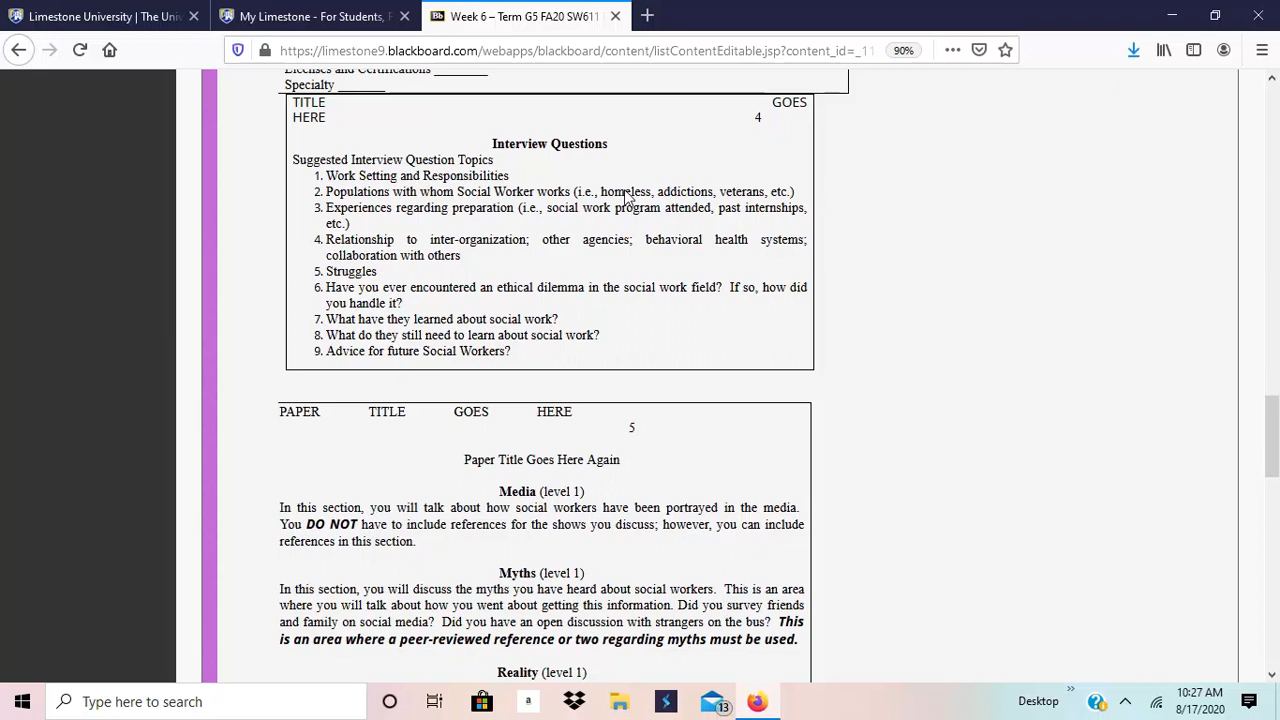 Limestone University | The Uni
My Limestone - For Students, F
Bb Week 6 – Term G5 FA20 SW611
https://limestone9.blackboard.com/webapps/blackboard/content/listContentEditable.jsp?content_id=_11
90%
Licenses and Certifications ________
Specialty _______
TITLE GOES
HERE 4
Interview Questions
Suggested Interview Question Topics
1. Work Setting and Responsibilities
2. Populations with whom Social Worker works (i.e., homeless, addictions, veterans, etc.)
3. Experiences regarding preparation (i.e., social work program attended, past internships,
etc.)
4. Relationship to inter-organization; other agencies; behavioral health systems;
collaboration with others
5. Struggles
6. Have you ever encountered an ethical dilemma in the social work field? If so, how did
you handle it?
7. What have they learned about social work?
8. What do they still need to learn about social work?
9. Advice for future Social Workers?
PAPER TITLE GOES HERE
5
Paper Title Goes Here Again
Media (level 1)
In this section, you will talk about how social workers have been portrayed in the media.
You DO NOT have to include references for the shows you discuss; however, you can include
references in this section.
Myths (level 1)
In this section, you will discuss the myths you have heard about social workers. This is an area
where you will talk about how you went about getting this information. Did you survey friends
and family on social media? Did you have an open discussion with strangers on the bus? This
is an area where a peer-reviewed reference or two regarding myths must be used.
Reality (level 1)
Type here to search
a
13
Desktop
10:27 AM
8/17/2020